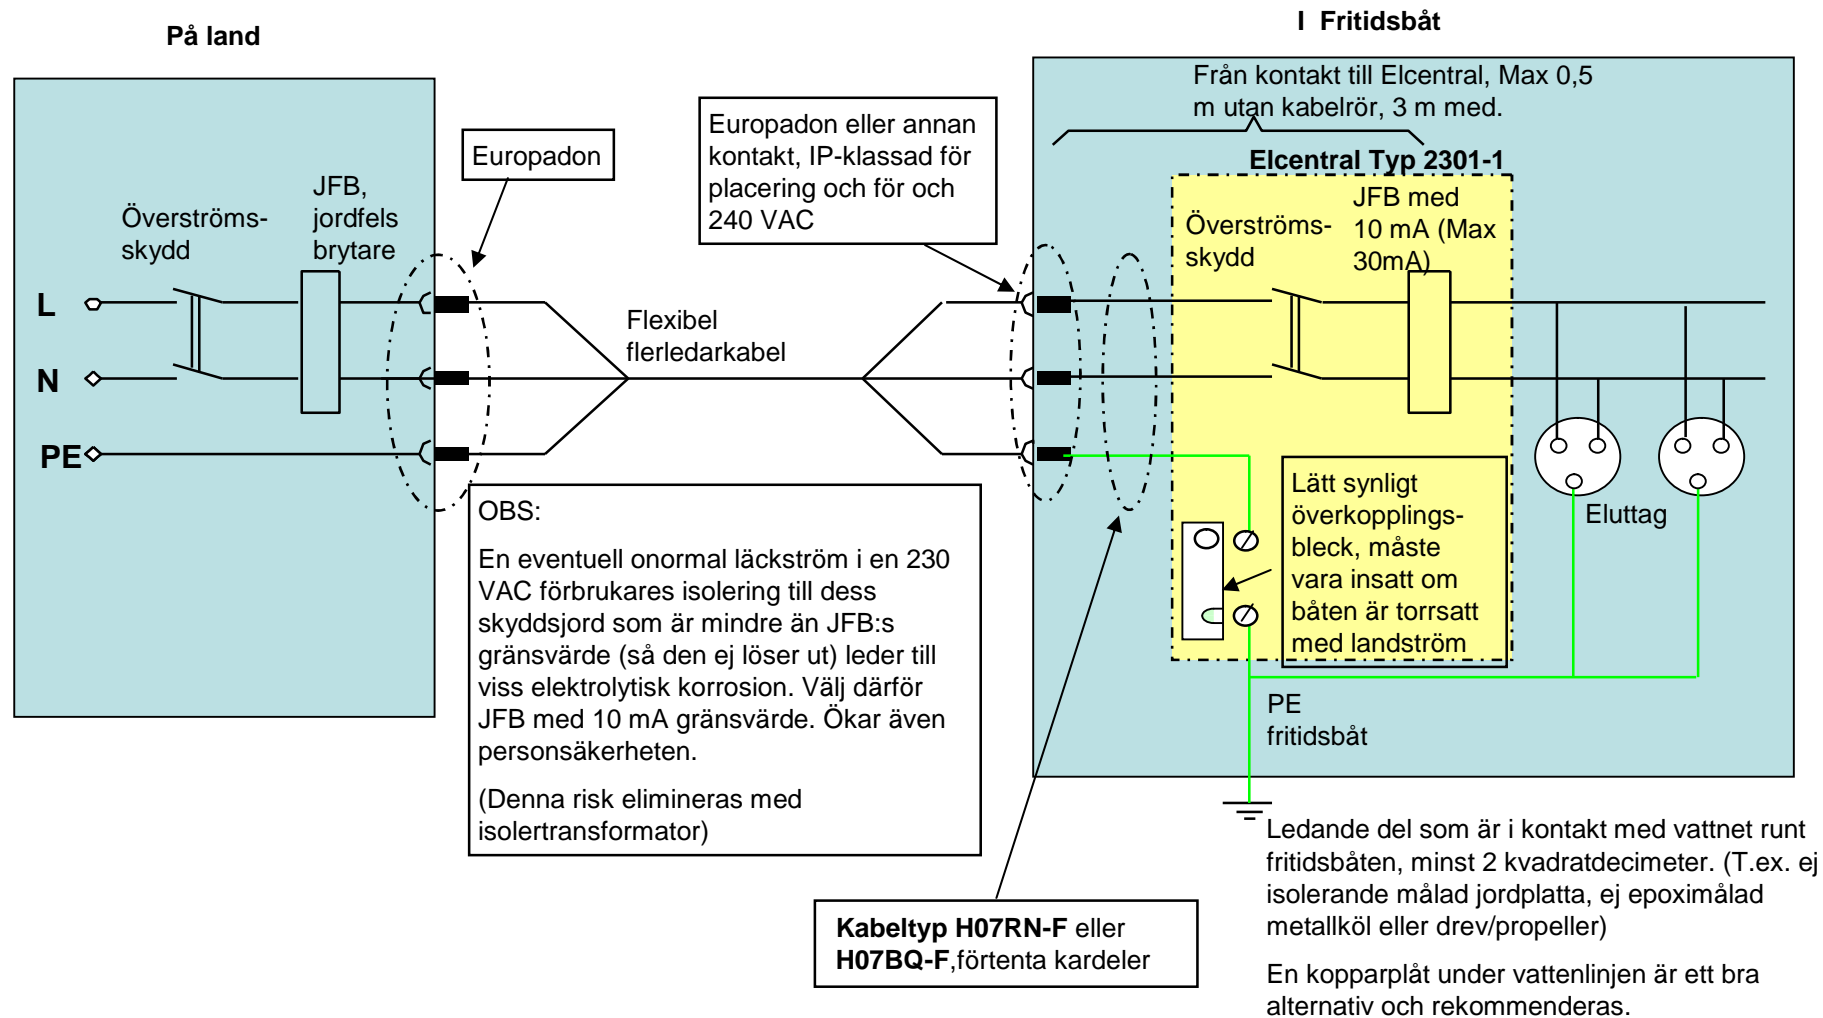 På land
I Fritidsbåt
Från kontakt till Elcentral, Max 0,5
m utan kabelrör, 3 m med.
Europadon
Europadon eller annan
kontakt, IP-klassad för
placering och för och
240 VAC
Elcentral Typ 2301-1
JFB,
jordfels
brytare
Överströms-
skydd
Överströms-
skydd
JFB med
10 mA (Max
30mA)
L
N
PE
Flexibel
flerledarkabel
OBS:
En eventuell onormal läckström i en 230
VAC förbrukares isolering till dess
skyddsjord som är mindre än JFB:s
gränsvärde (så den ej löser ut) leder till
viss elektrolytisk korrosion. Välj därför
JFB med 10 mA gränsvärde. Ökar även
personsäkerheten.
(Denna risk elimineras med
isolertransformator)
Lätt synligt
överkopplings-
bleck, måste
vara insatt om
båten är torrsatt
med landström
Eluttag
PE
fritidsbåt
Ledande del som är i kontakt med vattnet runt
fritidsbåten, minst 2 kvadratdecimeter. (T.ex. ej
isolerande målad jordplatta, ej epoximålad
metallköl eller drev/propeller)
En kopparplåt under vattenlinjen är ett bra
alternativ och rekommenderas.
Kabeltyp H07RN-F eller
H07BQ-F,förtenta kardeler